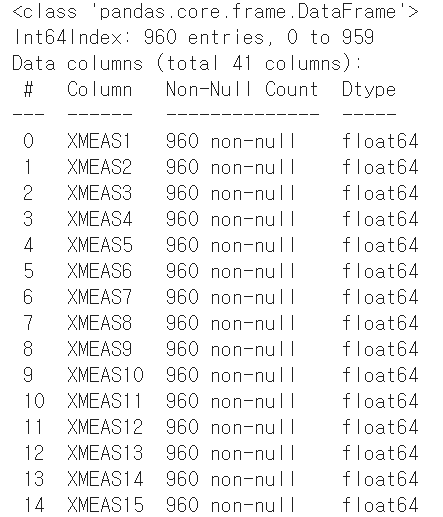 <class 'pandas.core.frame.DataFrame'>
Int64Index: 960 entries, 0 to 959
Data columns (total 41 columns):
 #   Column   Non-Null Count  Dtype
---  ------   --------------  -----
 0   XMEAS1   960 non-null    float64
 1   XMEAS2   960 non-null    float64
 2   XMEAS3   960 non-null    float64
 3   XMEAS4   960 non-null    float64
 4   XMEAS5   960 non-null    float64
 5   XMEAS6   960 non-null    float64
 6   XMEAS7   960 non-null    float64
 7   XMEAS8   960 non-null    float64
 8   XMEAS9   960 non-null    float64
 9   XMEAS10  960 non-null    float64
 10  XMEAS11  960 non-null    float64
 11  XMEAS12  960 non-null    float64
 12  XMEAS13  960 non-null    float64
 13  XMEAS14  960 non-null    float64
 14  XMEAS15  960 non-null    float64